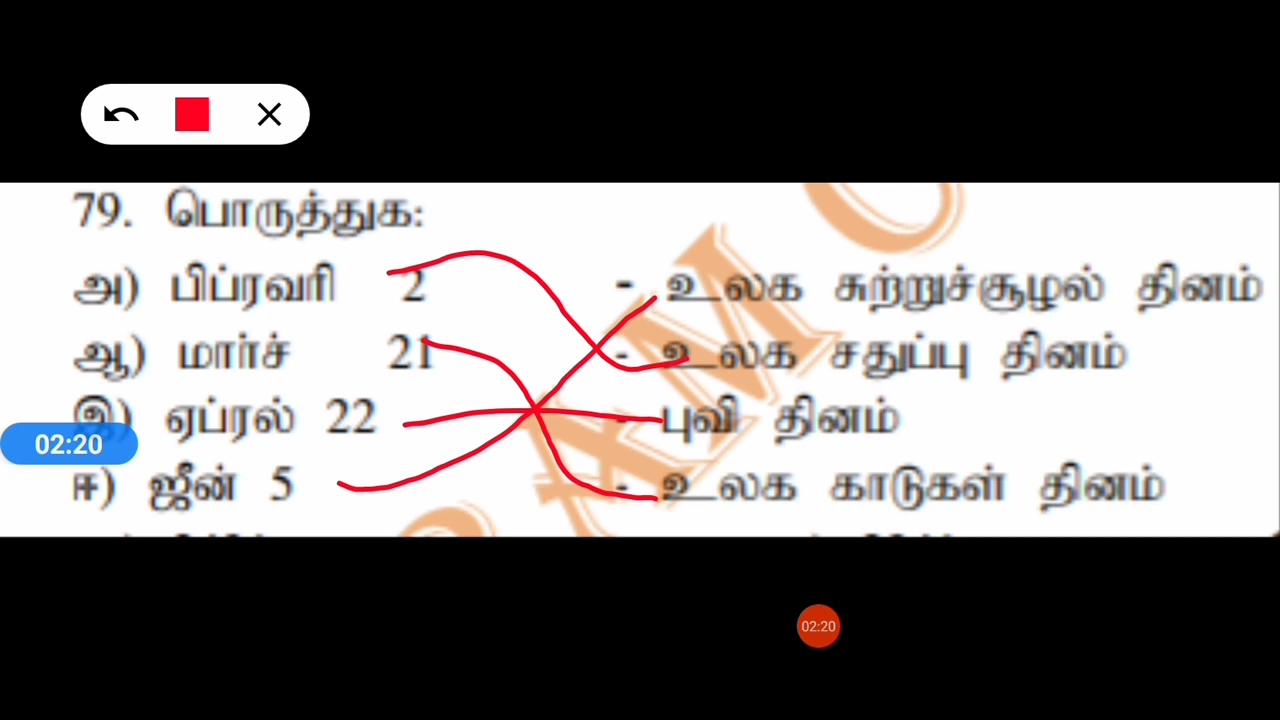 79. பொருத்துக:
அ) பிப்ரவரி 2 - உலக சுற்றுச்சூழல் தினம்
ஆ) மார்ச் 21 - உலக சதுப்பு தினம்
இ) ஏப்ரல் 22 - புவி தினம்
02:20
ஈ) ஜீன் 5 - உலக காடுகள் தினம்
02:20